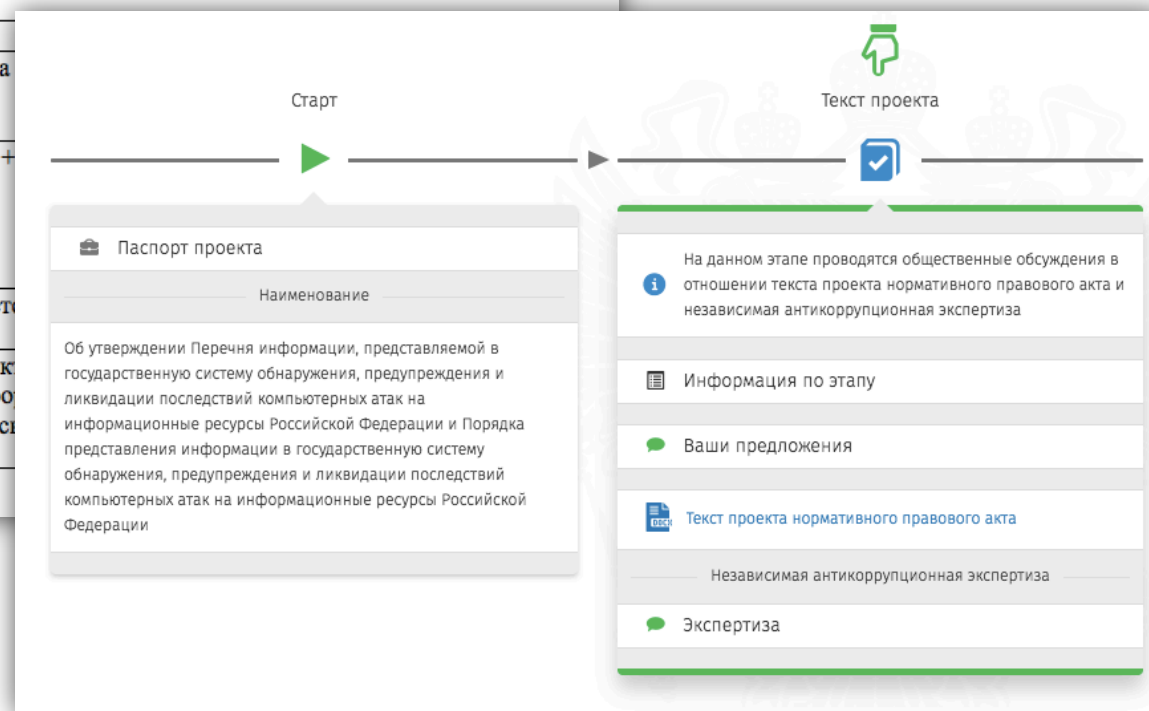 а
+
Старт
Паспорт проекта
Наименование
Об утверждении Перечня информации, представляемой в
государственную систему обнаружения, предупреждения и
ликвидации последствий компьютерных атак на
информационные ресурсы Российской Федерации и Порядка
представления информации в государственную систему
обнаружения, предупреждения и ликвидации последствий
компьютерных атак на информационные ресурсы Российской
Федерации
Текст проекта
На данном этапе проводятся общественные обсуждения в
отношении текста проекта нормативного правового акта и
независимая антикоррупционная экспертиза
Информация по этапу
Ваши предложения
DOCX
Текст проекта нормативного правового акта
Независимая антикоррупционная экспертиза
Экспертиза